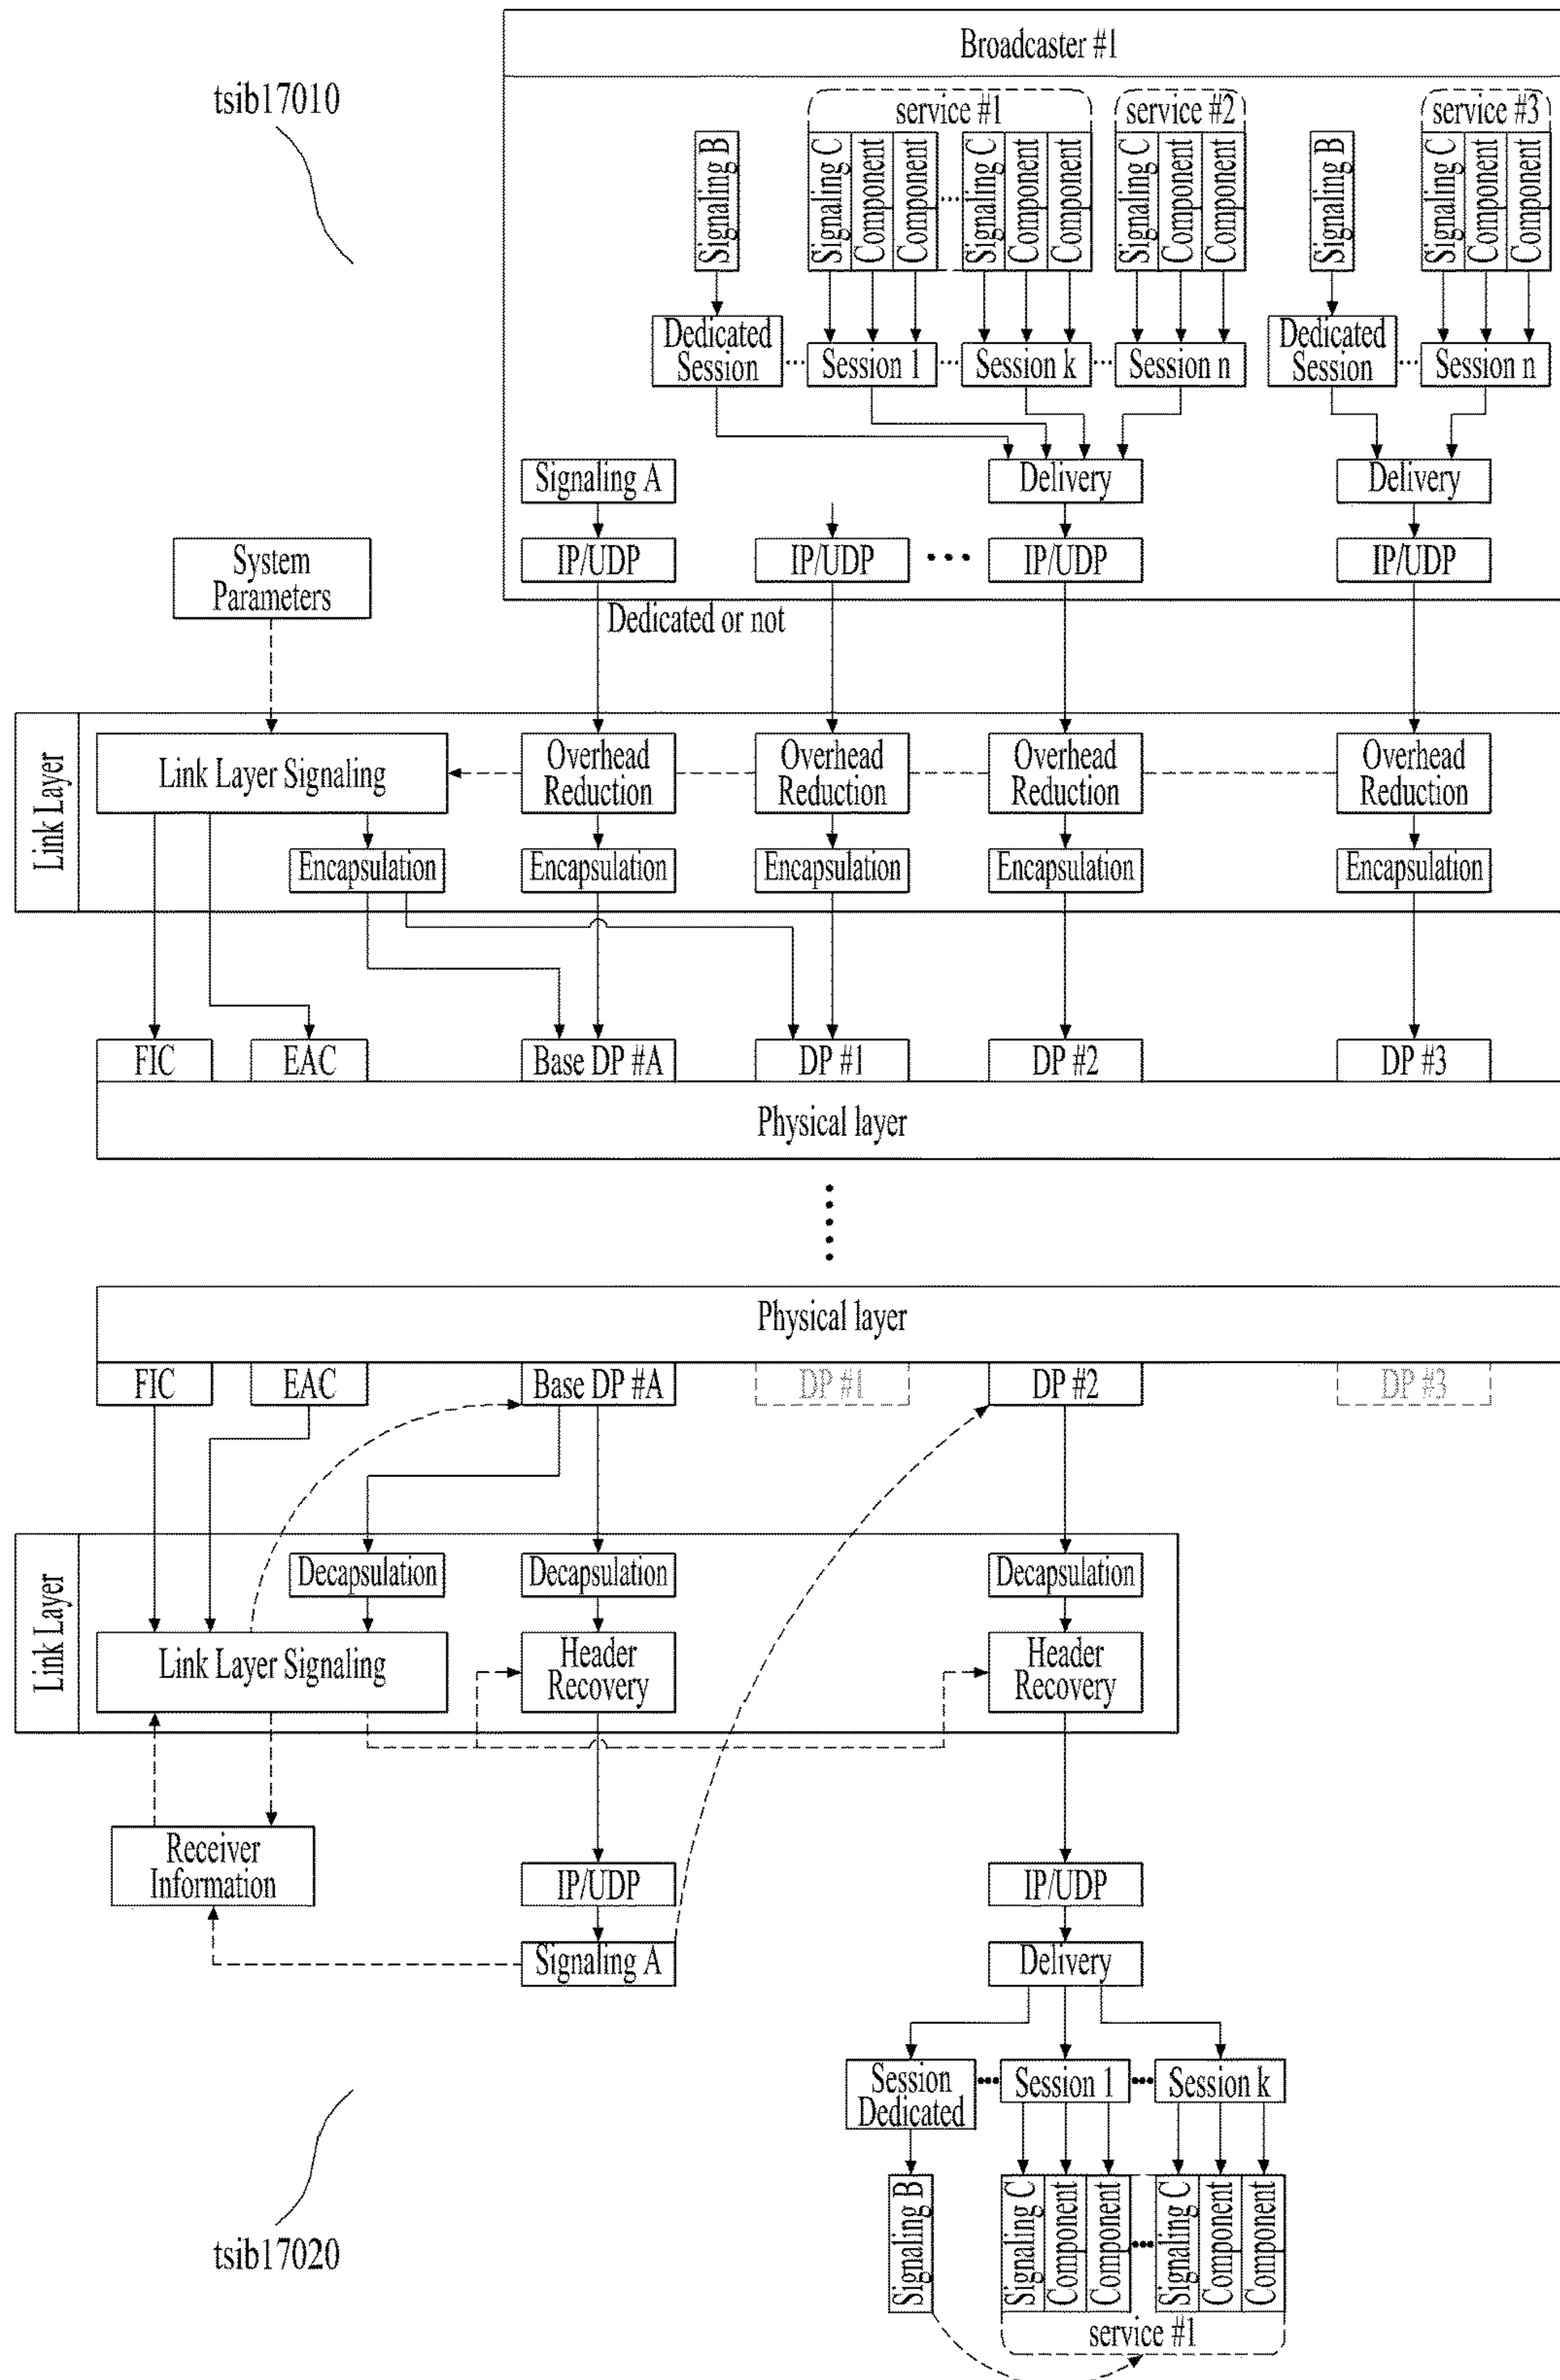 Broadcaster #1
tsib17010
service #1
service #2
service #3
Signaling B
Signaling C
Component
Component
...
Signaling C
Component
Component
Signaling C
Component
Component
Signaling B
Signaling C
Component
Component
Dedicated
Session
...
Session 1
...
Session k
...
Session n
Dedicated
Session
...
Session n
Signaling A
Delivery
Delivery
System
Parameters
IP/UDP
IP/UDP
...
IP/UDP
IP/UDP
Dedicated or not
Link Layer
Link Layer Signaling
Overhead
Reduction
Overhead
Reduction
Overhead
Reduction
Overhead
Reduction
Encapsulation
Encapsulation
Encapsulation
Encapsulation
Encapsulation
FIC
EAC
Base DP #A
DP #1
DP #2
DP #3
Physical layer
Physical layer
FIC
EAC
Base DP #A
DP #1
DP #2
DP #3
Link Layer
Decapsulation
Decapsulation
Decapsulation
Link Layer Signaling
Header
Recovery
Header
Recovery
Receiver
Information
IP/UDP
IP/UDP
Signaling A
Delivery
Session
Dedicated
...
Session 1
...
Session k
Signaling B
Signaling C
Component
Component
...
Signaling C
Component
Component
service #1
tsib17020